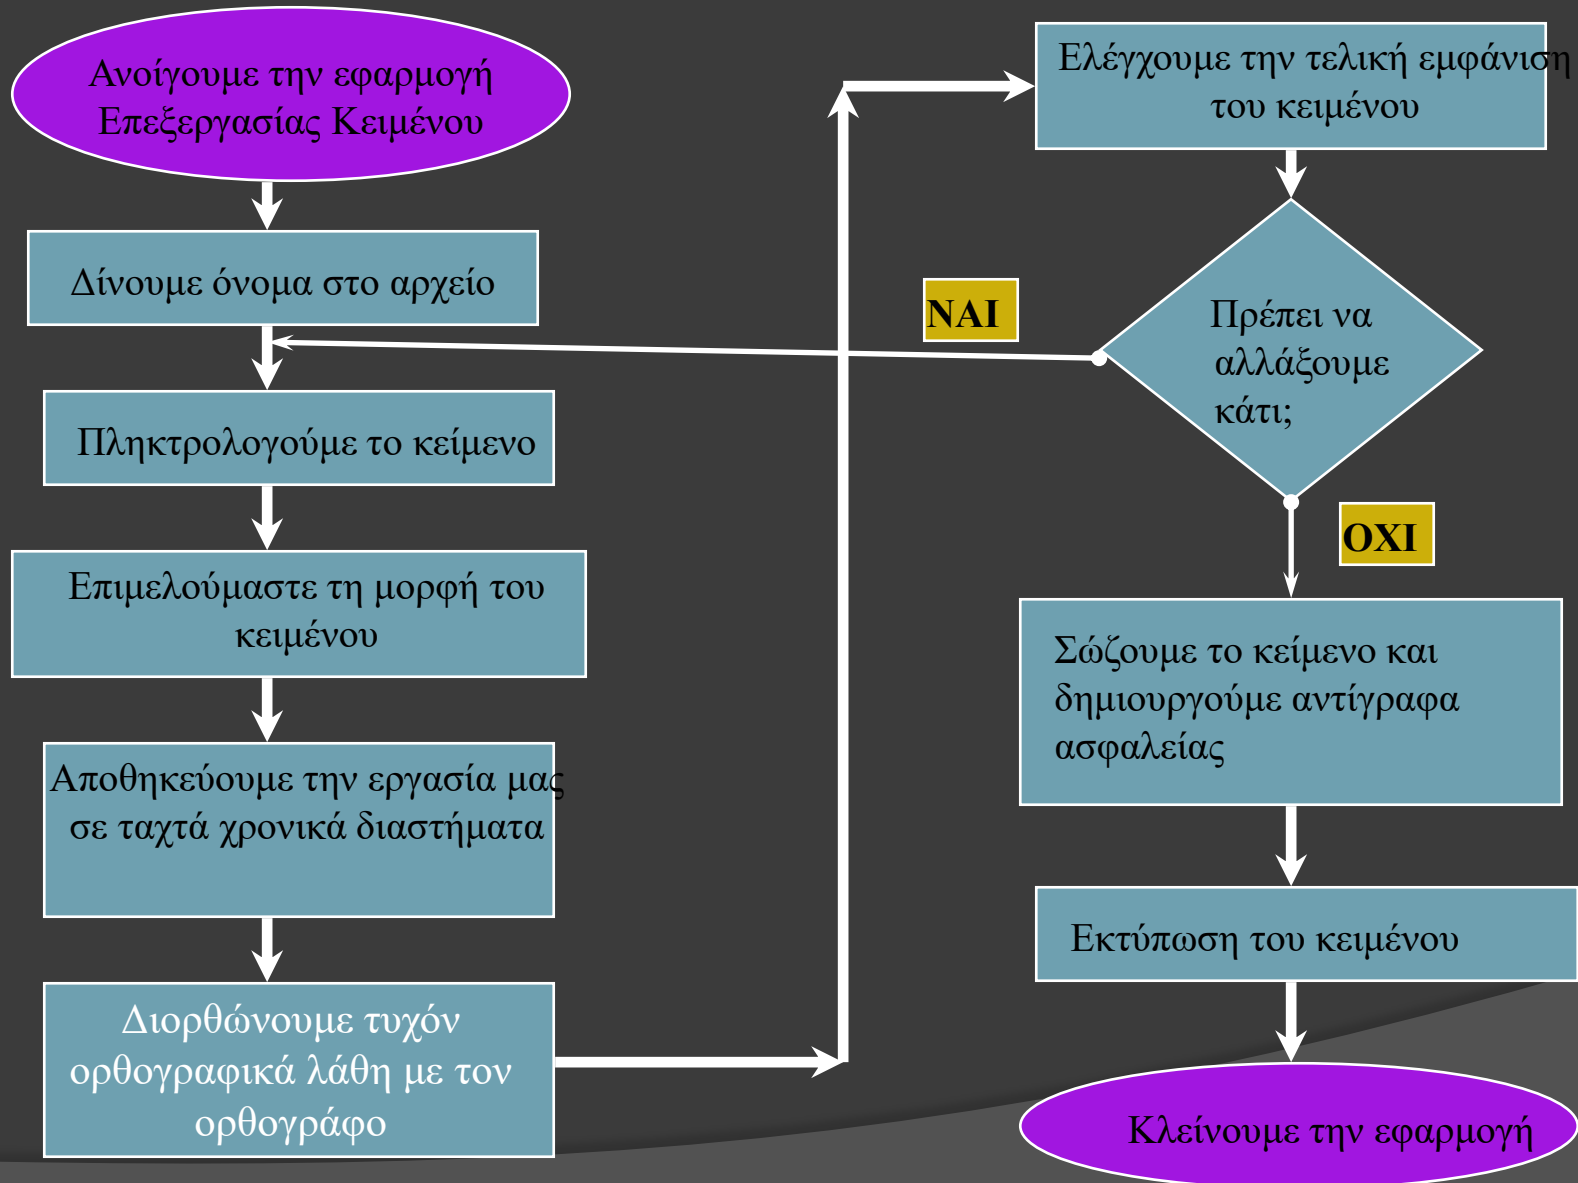 Ανοίγουμε την εφαρμογή
Επεξεργασίας Κειμένου
Δίνουμε όνομα στο αρχείο
Πληκτρολογούμε το κείμενο
Επιμελούμαστε τη μορφή του
κειμένου
Αποθηκεύουμε την εργασία μας
σε ταχτά χρονικά διαστήματα
Διορθώνουμε τυχόν
ορθογραφικά λάθη με τον
ορθογράφο
Ελέγχουμε την τελική εμφάνιση
του κειμένου
Πρέπει να
αλλάξουμε
κάτι;
ΝΑΙ
ΟΧΙ
Σώζουμε το κείμενο και
δημιουργούμε αντίγραφα
ασφαλείας
Εκτύπωση του κειμένου
Κλείνουμε την εφαρμογή